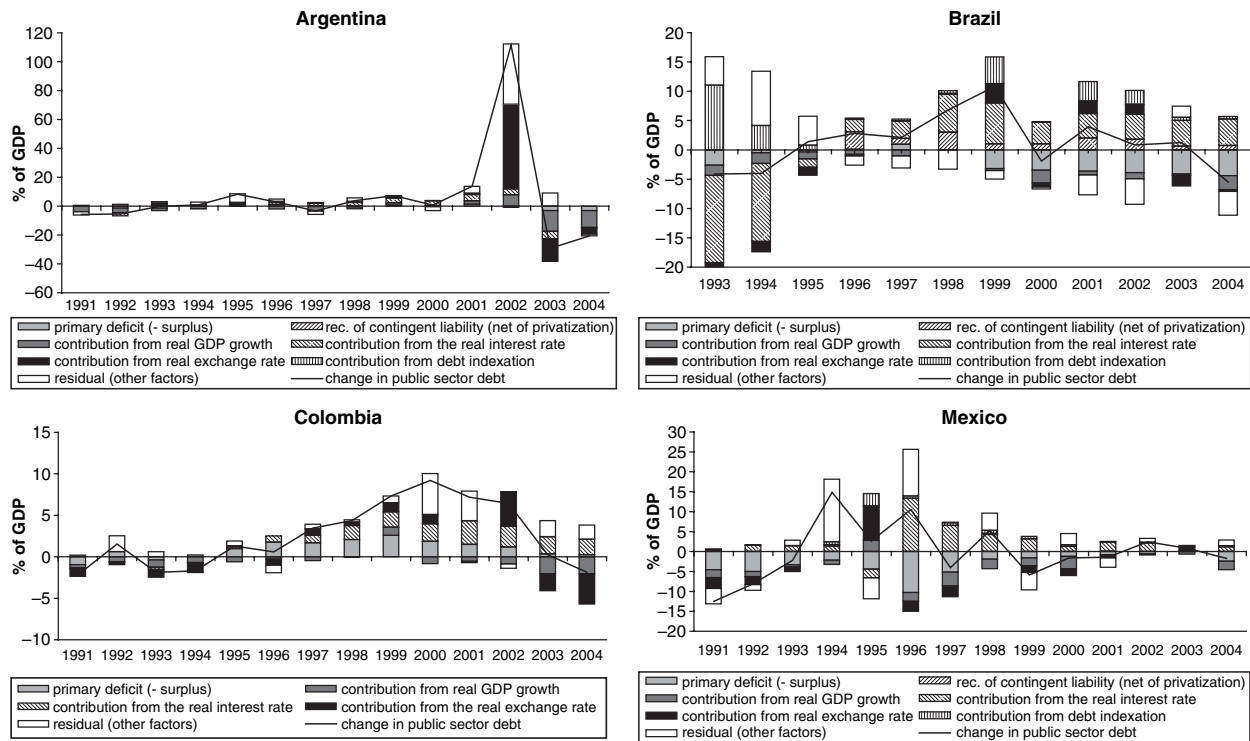 Argentina
% of GDP
120
100
80
60
40
20
0
−20
−40
−60
1991 1992 1993 1994 1995 1996 1997 1998 1999 2000 2001 2002 2003 2004
primary deficit (- surplus) rec. of contingent liability (net of privatization)
contribution from real GDP growth contribution from the real interest rate
contribution from real exchange rate contribution from debt indexation
residual (other factors) change in public sector debt
Brazil
% of GDP
20
15
10
5
0
−5
−10
−15
−20
1993 1994 1995 1996 1997 1998 1999 2000 2001 2002 2003 2004
primary deficit (- surplus) rec. of contingent liability (net of privatization)
contribution from real GDP growth contribution from the real interest rate
contribution from real exchange rate contribution from debt indexation
residual (other factors) change in public sector debt
Colombia
% of GDP
15
10
5
0
−5
−10
1991 1992 1993 1994 1995 1996 1997 1998 1999 2000 2001 2002 2003 2004
primary deficit (- surplus) contribution from real GDP growth
contribution from the real interest rate contribution from the real exchange rate
residual (other factors) change in public sector debt
Mexico
% of GDP
30
25
20
15
10
5
0
−5
−10
−15
−20
1991 1992 1993 1994 1995 1996 1997 1998 1999 2000 2001 2002 2003 2004
primary deficit (- surplus) rec. of contingent liability (net of privatization)
contribution from real GDP growth contribution from the real interest rate
contribution from real exchange rate contribution from debt indexation
residual (other factors) change in public sector debt